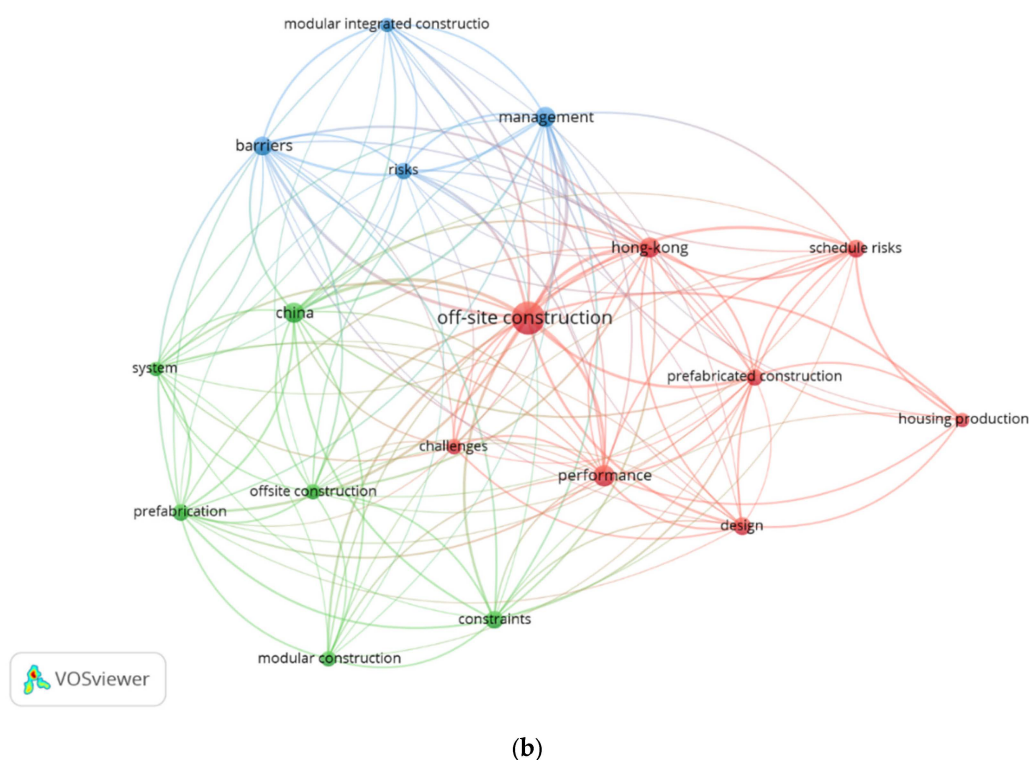 modular integrated constructio
management
barriers
risks
hong-kong
schedule risks
china
off-site construction
system
prefabricated construction
housing production
challenges
performance
offsite construction
prefabrication
design
constraints
modular construction
VOSviewer
(b)